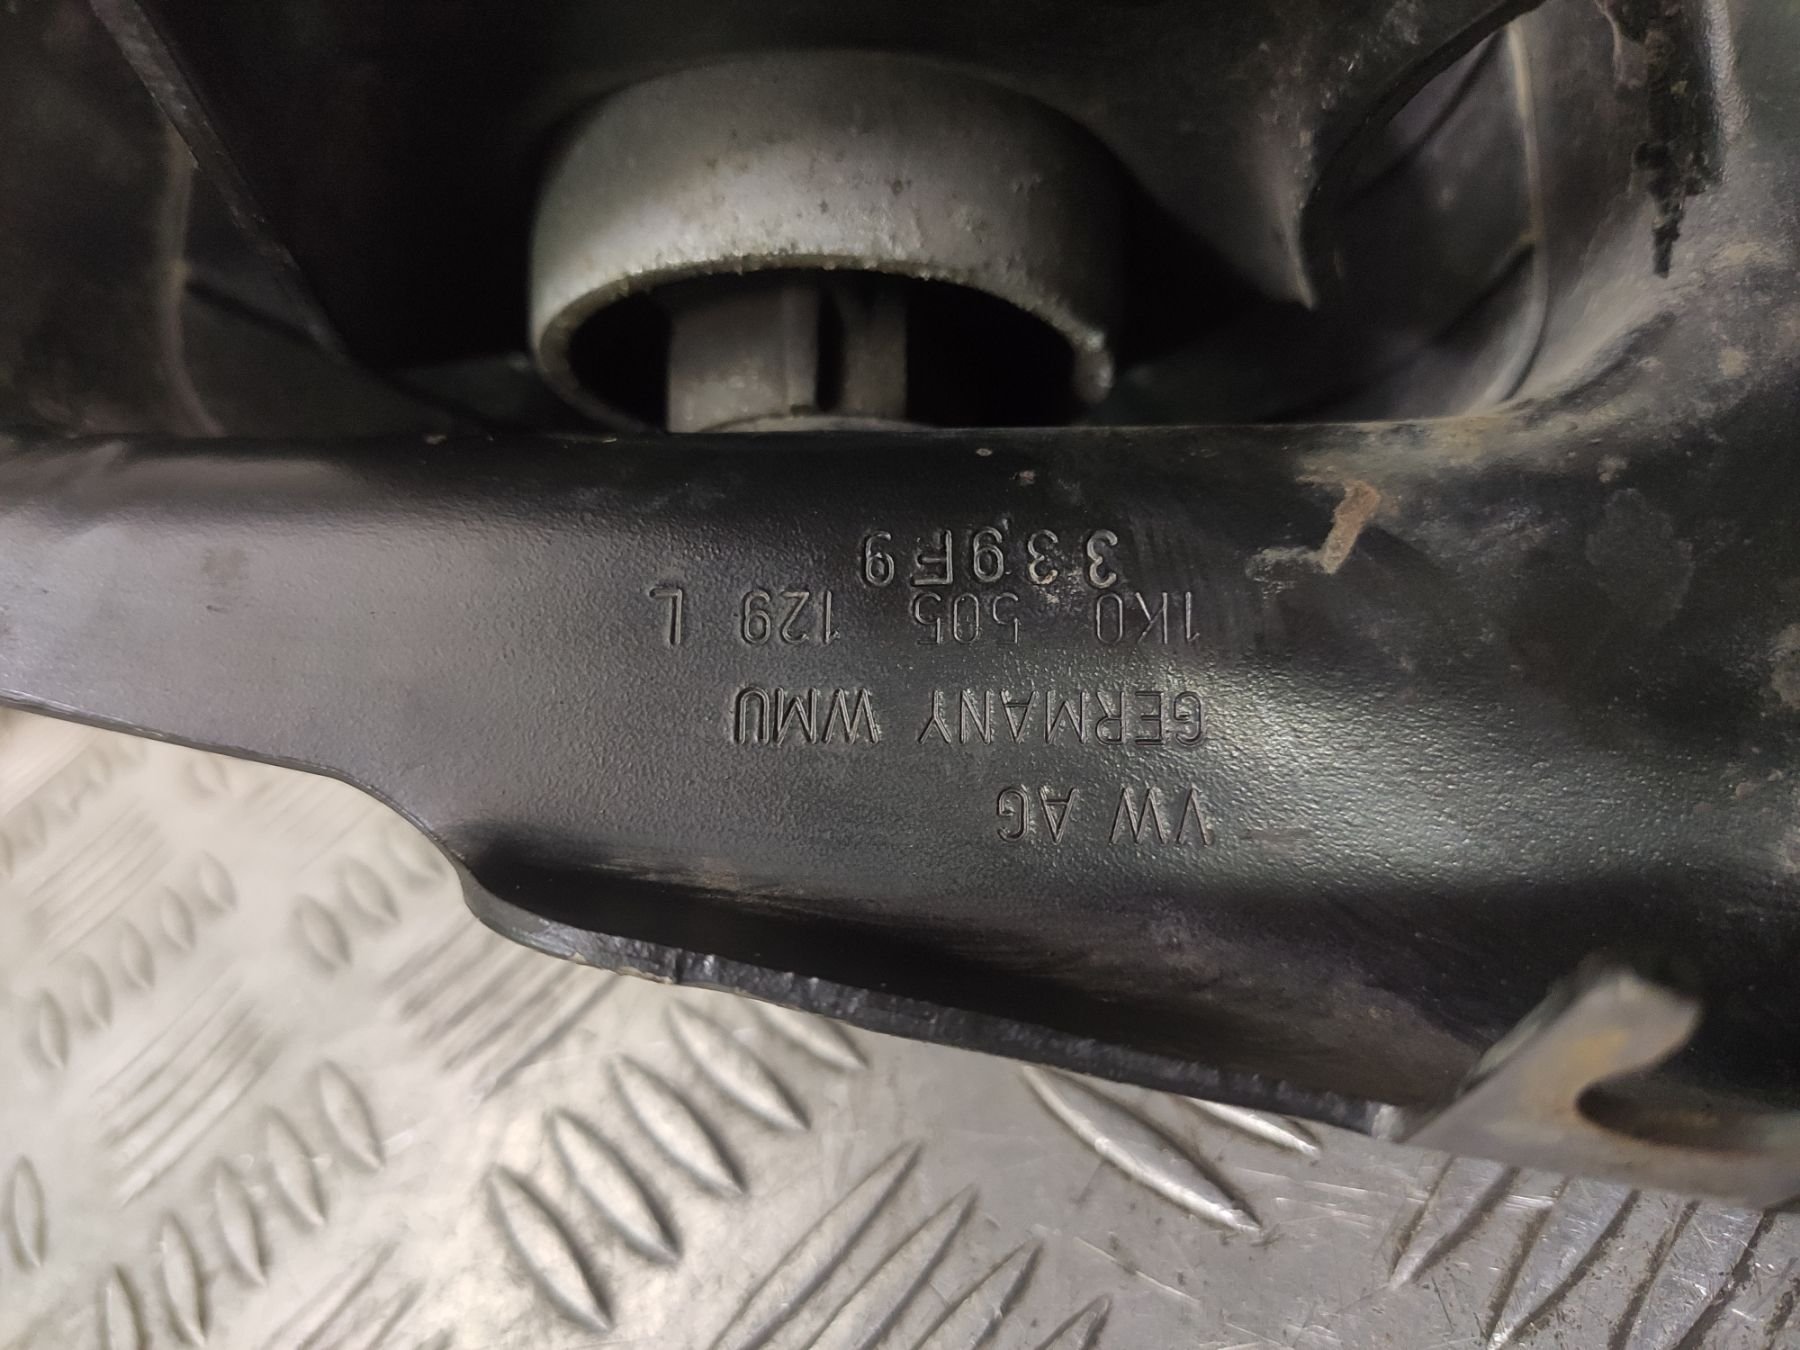 VW AG
GERMANY WMU
1K0 505 129 L
339F9